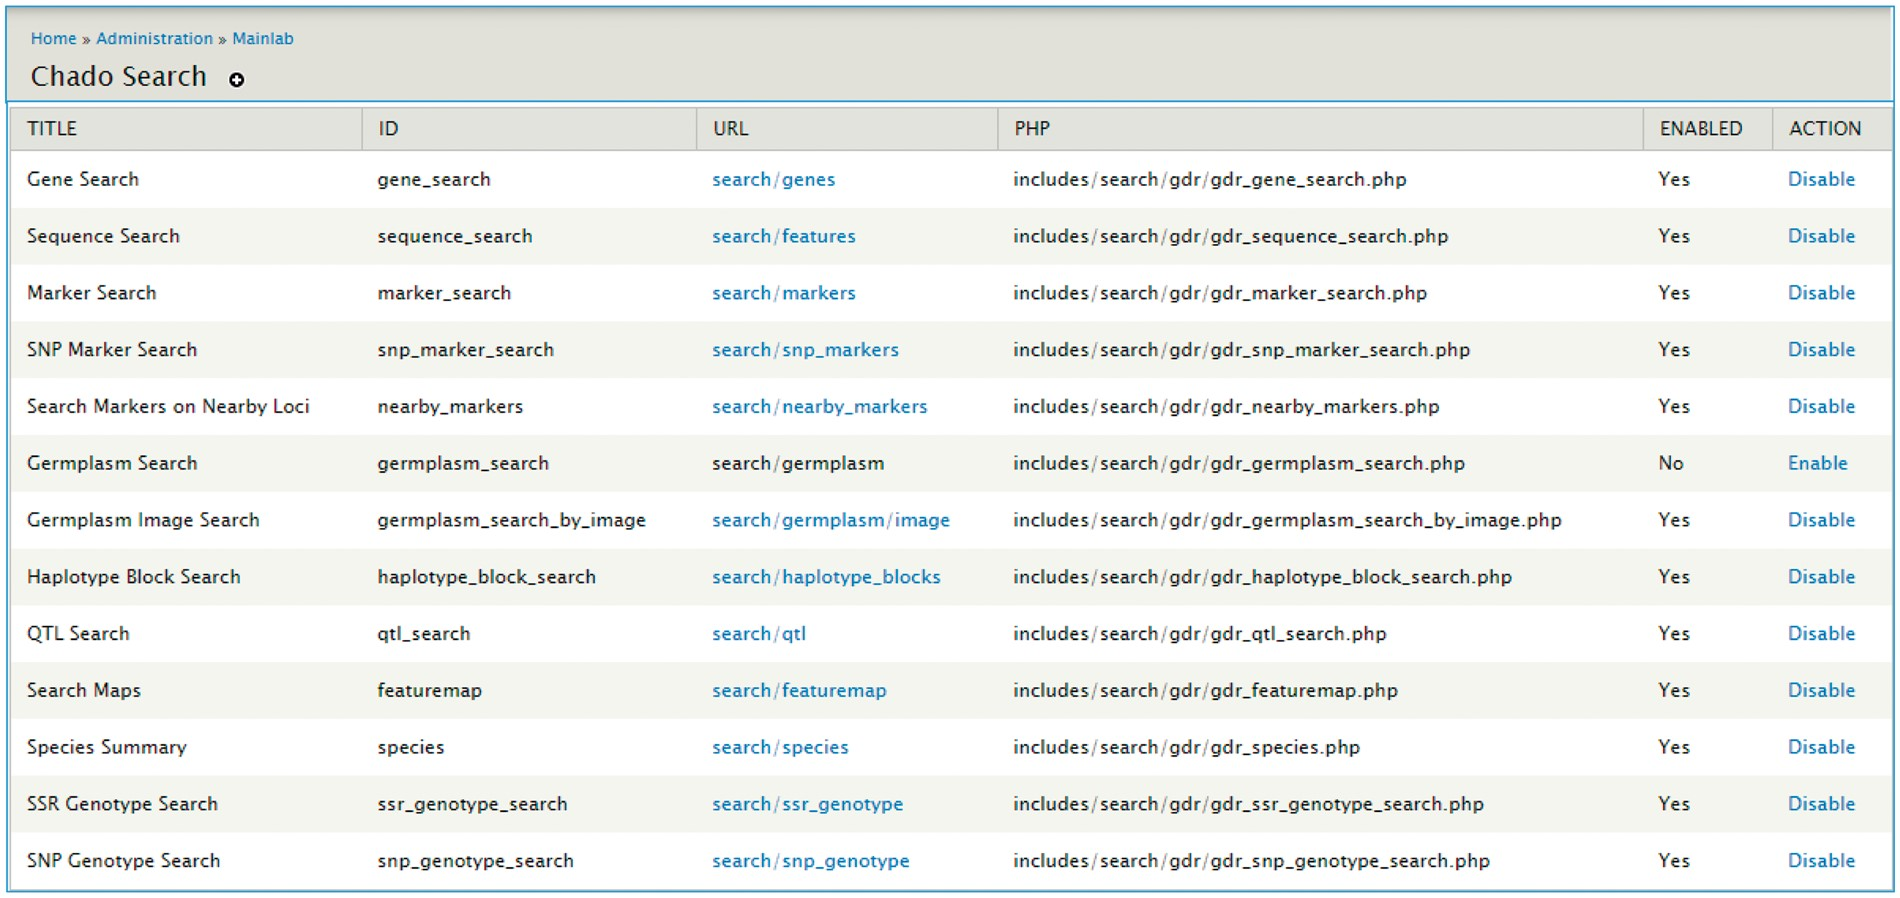 Home » Administration » Mainlab
Chado Search
TITLE ID URL PHP ENABLED ACTION
Gene Search gene_search search/genes includes/search/gdr/gdr_gene_search.php Yes Disable
Sequence Search sequence_search search/features includes/search/gdr/gdr_sequence_search.php Yes Disable
Marker Search marker_search search/markers includes/search/gdr/gdr_marker_search.php Yes Disable
SNP Marker Search snp_marker_search search/snp_markers includes/search/gdr/gdr_snp_marker_search.php Yes Disable
Search Markers on Nearby Loci nearby_markers search/nearby_markers includes/search/gdr/gdr_nearby_markers.php Yes Disable
Germplasm Search germplasm_search search/germplasm includes/search/gdr/gdr_germplasm_search.php No Enable
Germplasm Image Search germplasm_search_by_image search/germplasm/image includes/search/gdr/gdr_germplasm_search_by_image.php Yes Disable
Haplotype Block Search haplotype_block_search search/haplotype_blocks includes/search/gdr/gdr_haplotype_block_search.php Yes Disable
QTL Search qtl_search search/qtl includes/search/gdr/gdr_qtl_search.php Yes Disable
Search Maps featuremap search/featuremap includes/search/gdr/gdr_featuremap.php Yes Disable
Species Summary species search/species includes/search/gdr/gdr_species.php Yes Disable
SSR Genotype Search ssr_genotype_search search/ssr_genotype includes/search/gdr/gdr_ssr_genotype_search.php Yes Disable
SNP Genotype Search snp_genotype_search search/snp_genotype includes/search/gdr/gdr_snp_genotype_search.php Yes Disable